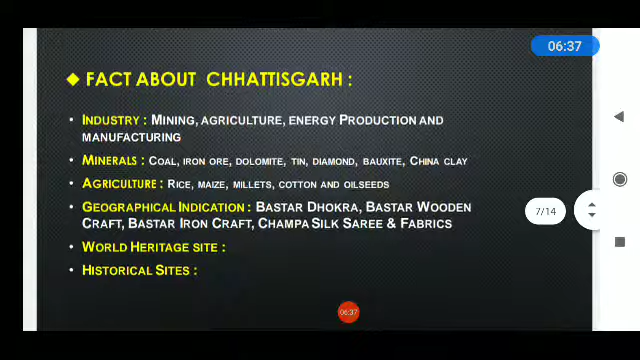 06:37
FACT ABOUT CHHATTISGARH :
INDUSTRY : MINING, AGRICULTURE, ENERGY PRODUCTION AND
MANUFACTURING
MINERALS : COAL, IRON ORE, DOLOMITE, TIN, DIAMOND, BAUXITE, CHINA CLAY
AGRICULTURE : RICE, MAIZE, MILLETS, COTTON AND OILSEEDS
GEOGRAPHICAL INDICATION : BASTAR DHOKRA, BASTAR WOODEN
CRAFT, BASTAR IRON CRAFT, CHAMPA SILK SAREE & FABRICS
7/14
WORLD HERITAGE SITE :
HISTORICAL SITES :
06:37